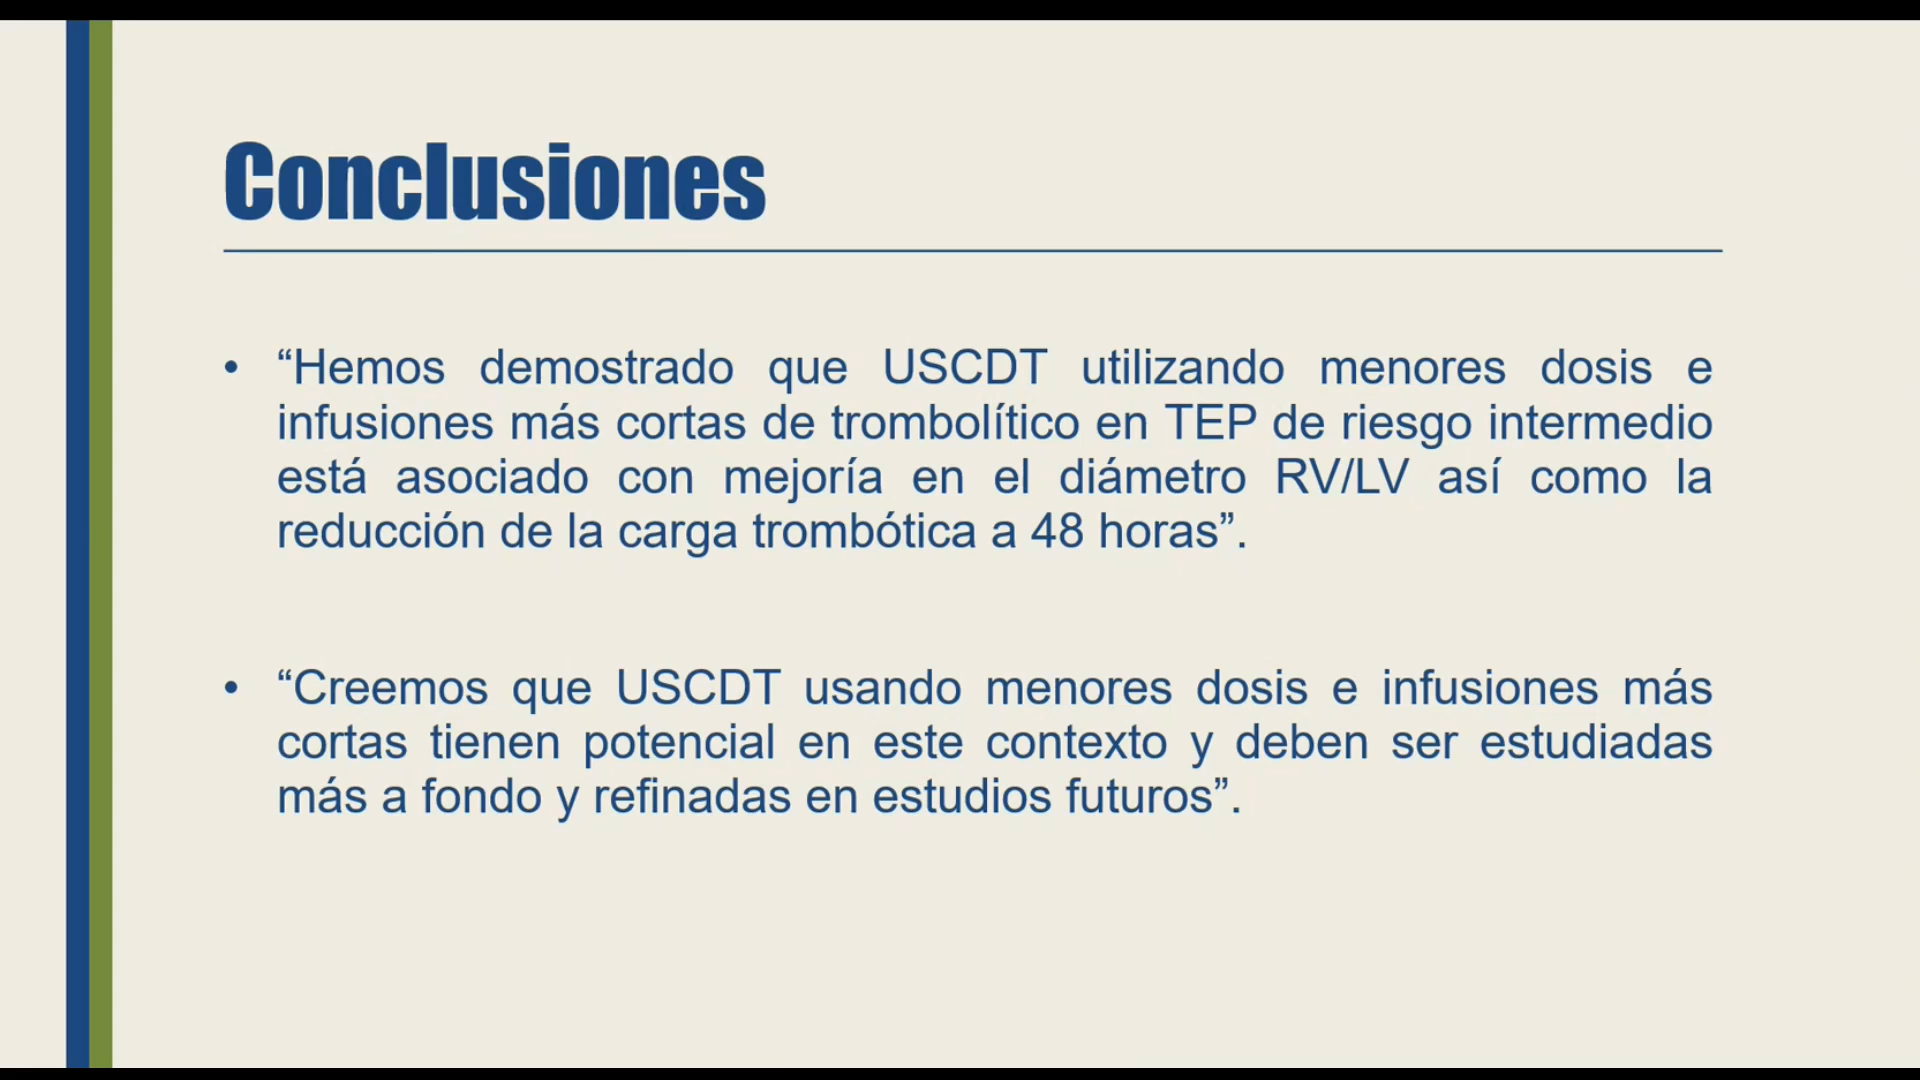 Conclusiones
• “Hemos demostrado que USCDT utilizando menores dosis e
infusiones más cortas de trombolítico en TEP de riesgo intermedio
está asociado con mejoría en el diámetro RV/LV así como la
reducción de la carga trombótica a 48 horas”.
• “Creemos que USCDT usando menores dosis e infusiones más
cortas tienen potencial en este contexto y deben ser estudiadas
más a fondo y refinadas en estudios futuros”.